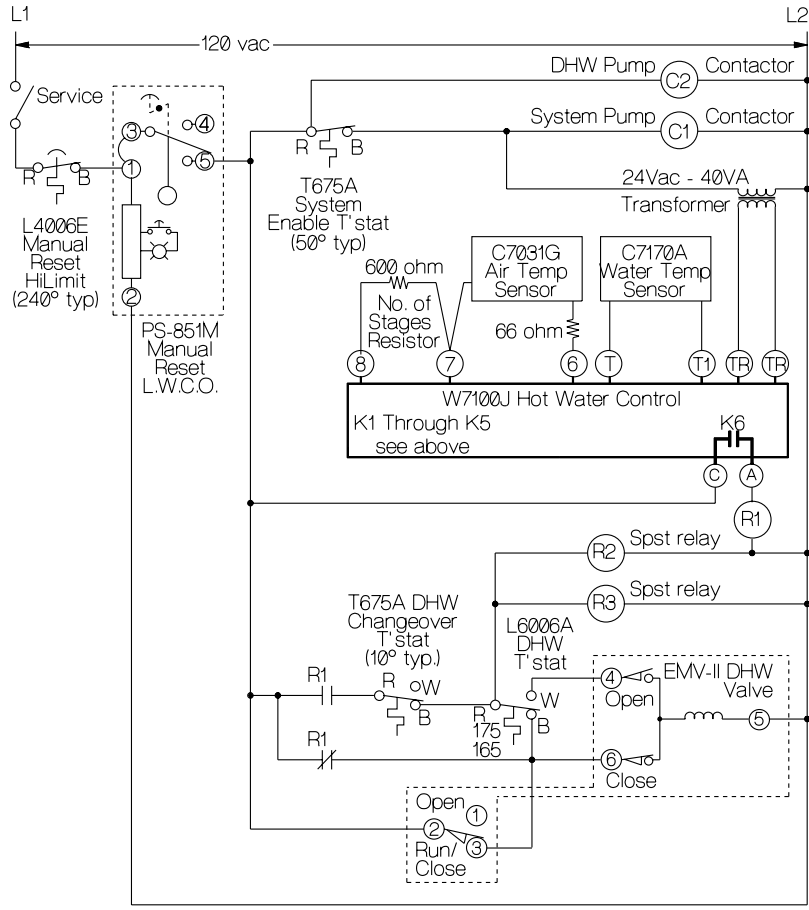 L1
L2
120 vac
DHW Pump
C2
Contactor
Service
System Pump
C1
Contactor
3
4
1
5
2
R
B
L4006E
Manual
Reset
HiLimit
(240° typ)
PS-851M
Manual
Reset
L.W.C.O.
R
B
T675A
System
Enable T'stat
(50° typ)
24Vac - 40VA
Transformer
600 ohm
No. of
Stages
Resistor
C7031G
Air Temp
Sensor
66 ohm
C7170A
Water Temp
Sensor
8
7
6
T
T1
TR
TR
W7100J Hot Water Control
K1 Through K5
see above
K6
C
A
R1
R2
Spst relay
R3
Spst relay
T675A DHW
Changeover
T'stat
(10° typ.)
L6006A
DHW
T'stat
R1
R
W
B
R
175
165
W
B
R1
EMV-II DHW
Valve
4
Open
5
6
Close
Open
1
2
Run/
Close
3